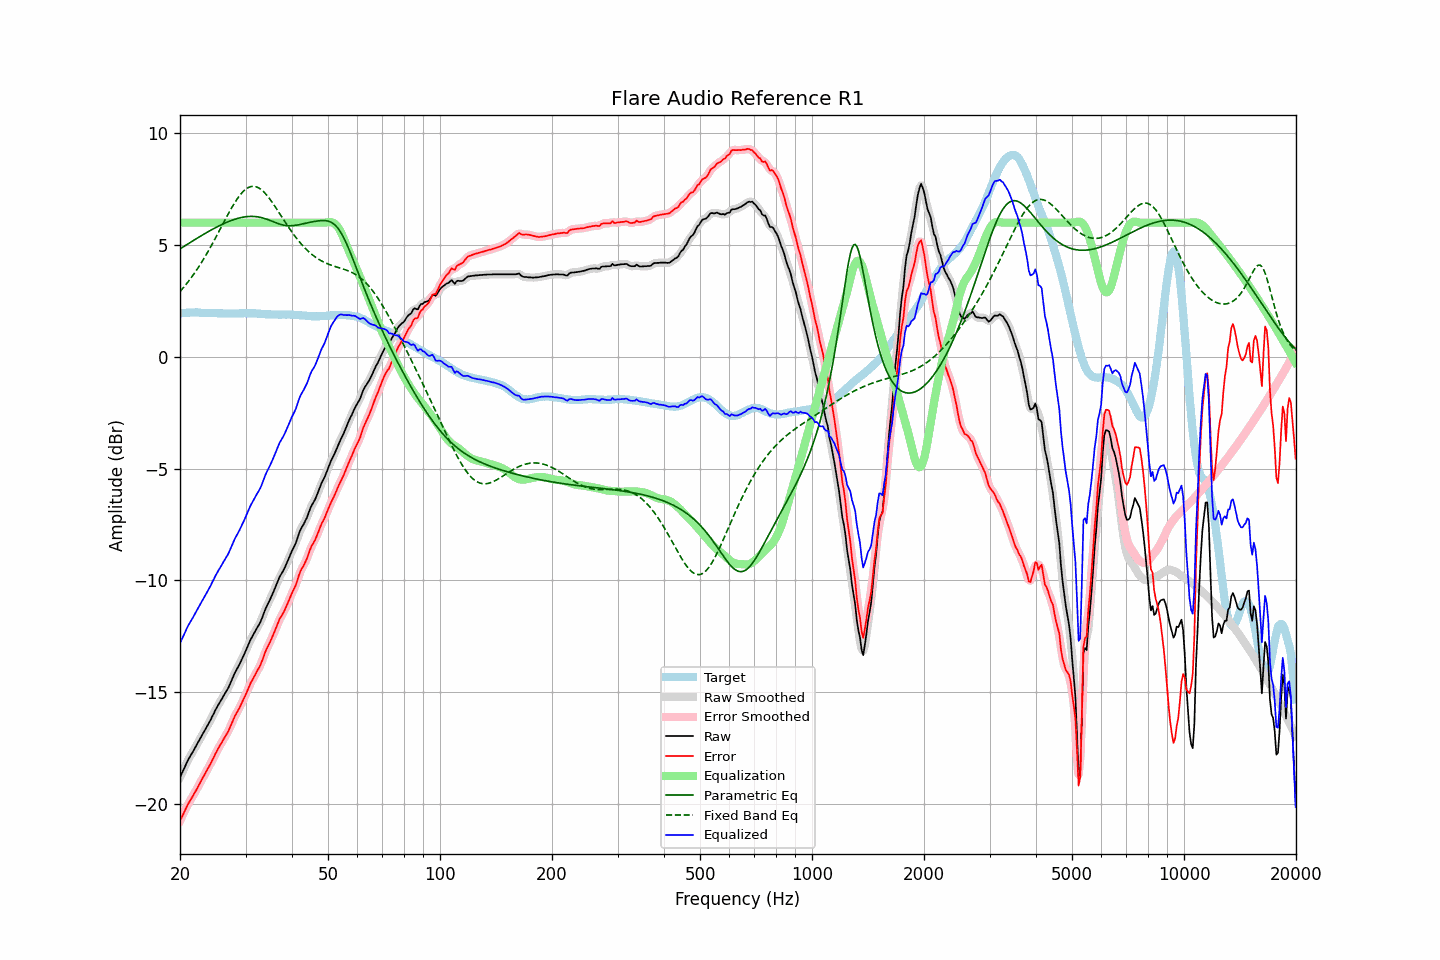 Flare Audio Reference R1
Amplitude (dBr)
10
5
0
−5
−10
−15
−20
Target
Raw Smoothed
Error Smoothed
Raw
Error
Equalization
Parametric Eq
Fixed Band Eq
Equalized
20 50 100 200 500 1000 2000 5000 10000 20000
Frequency (Hz)